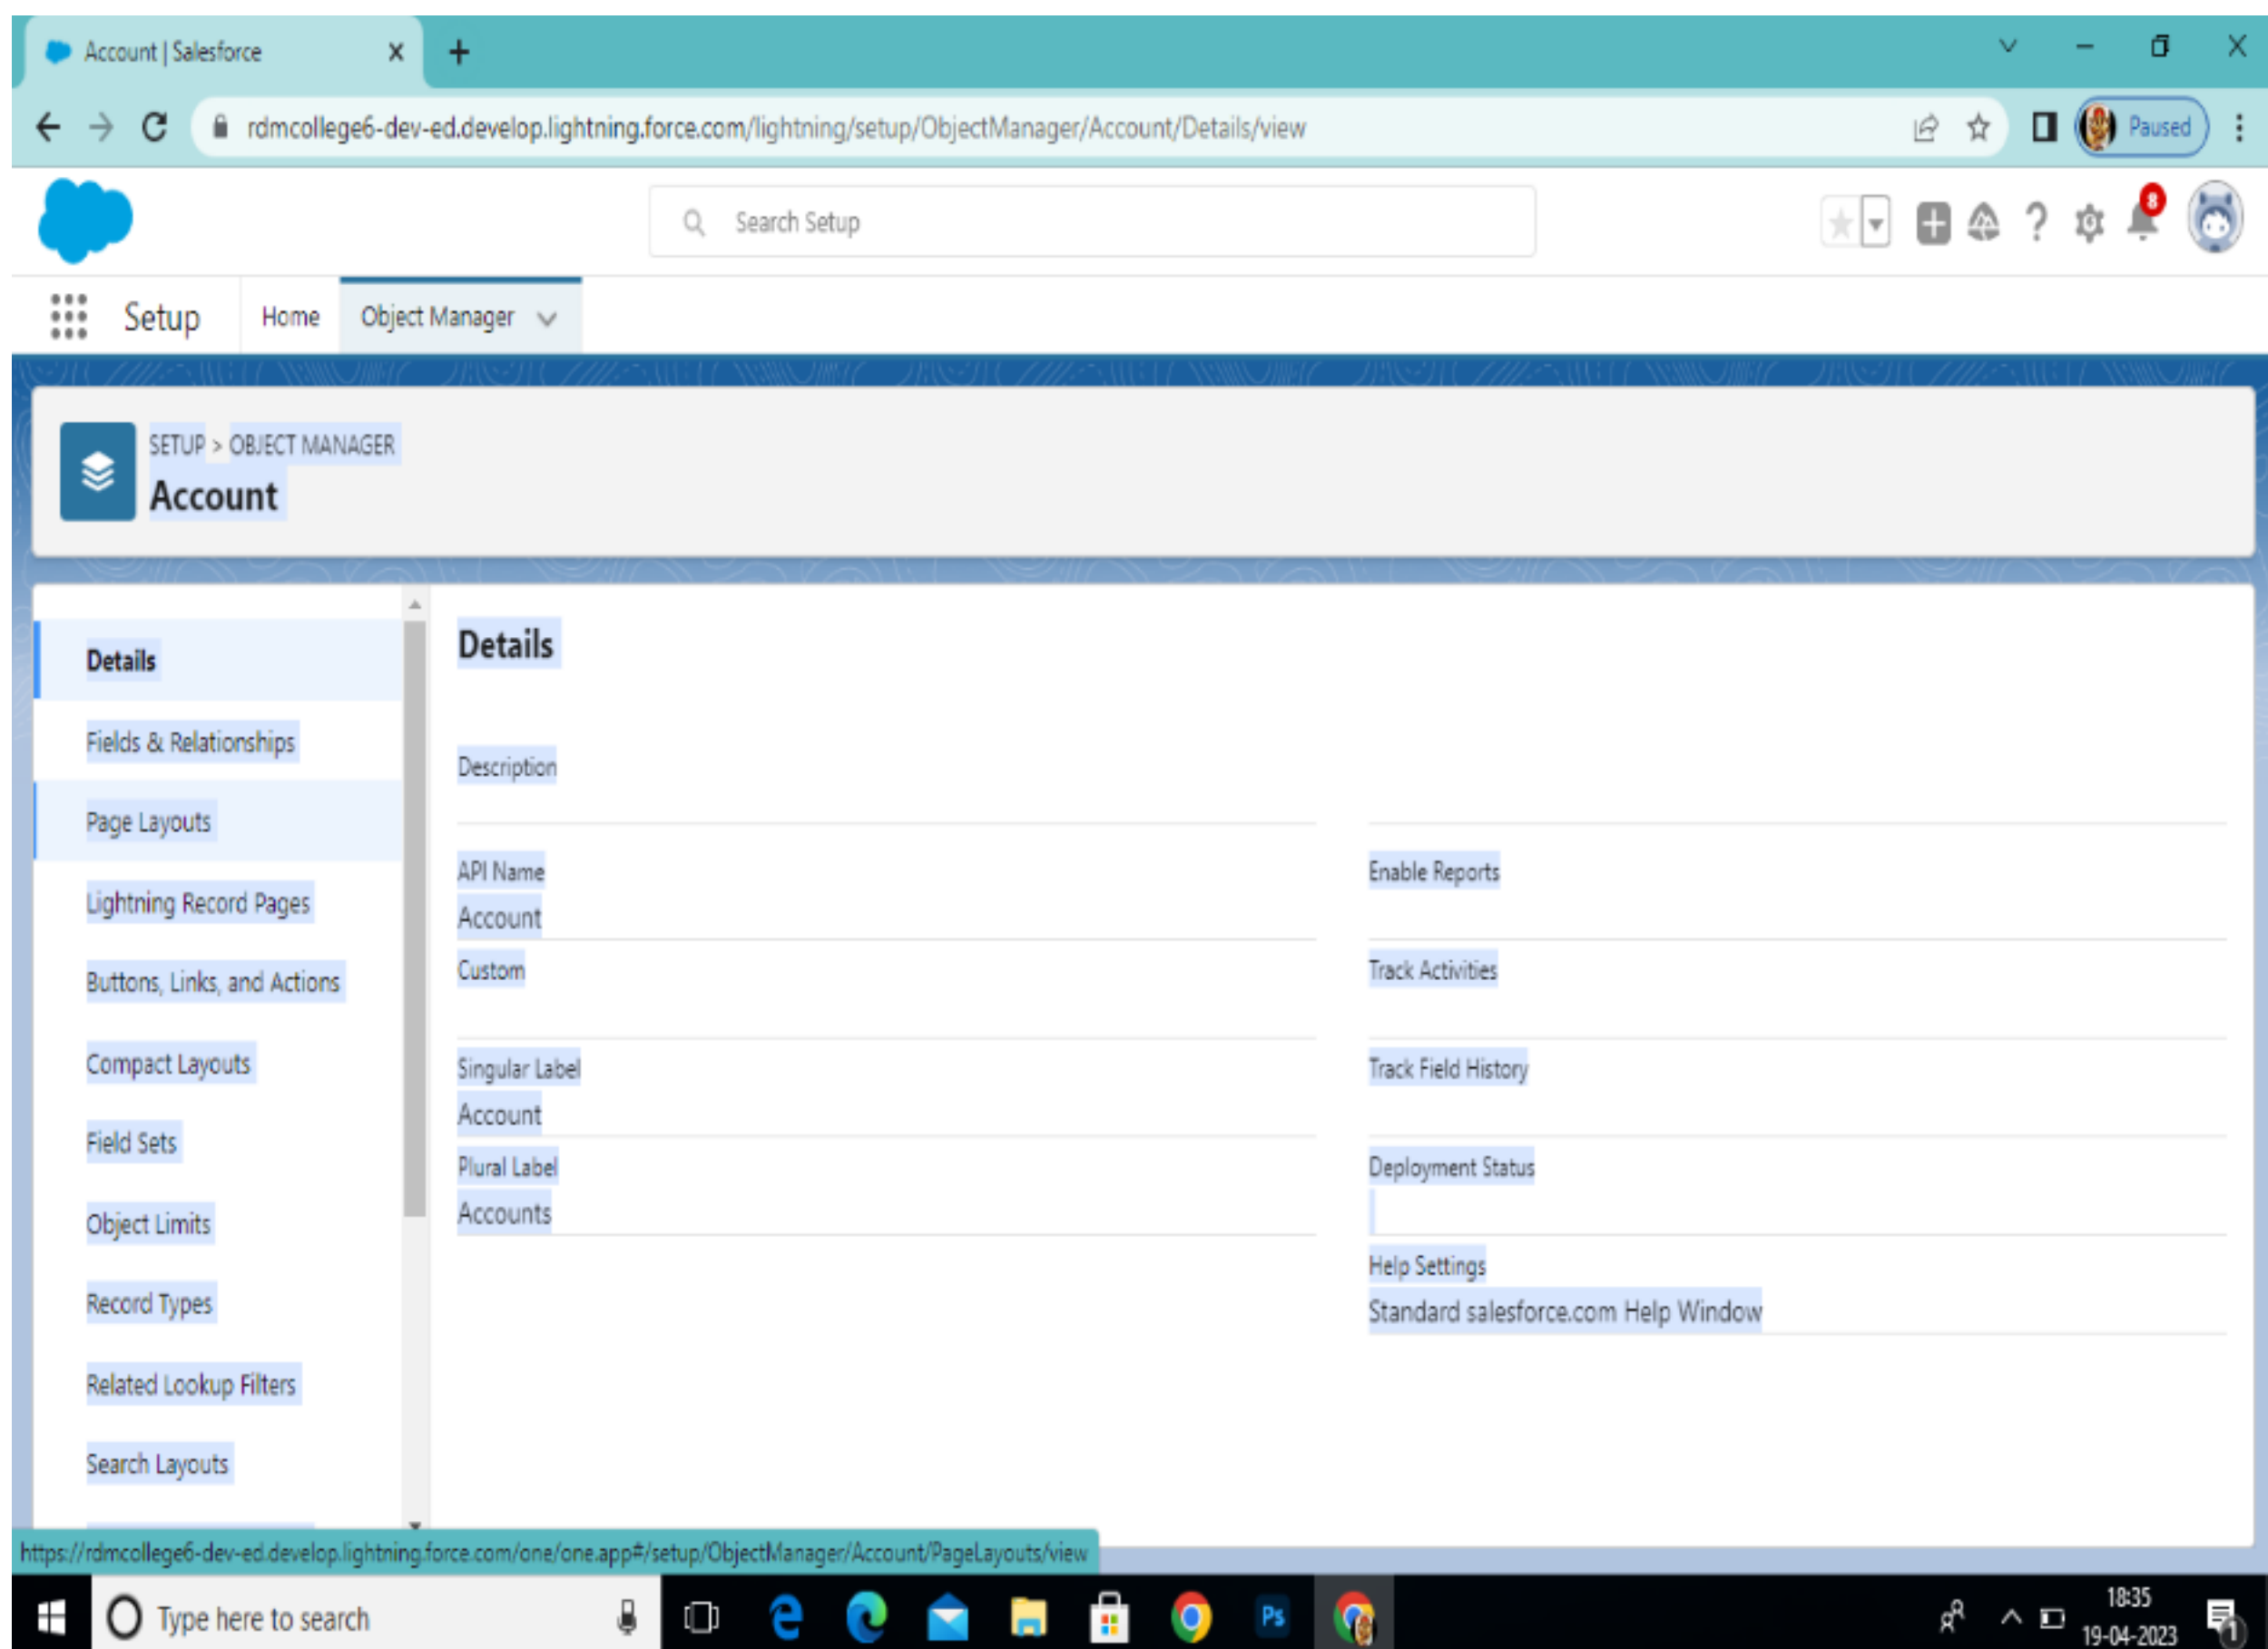 Account | Salesforce
rdmcollege6-dev-ed.develop.lightning.force.com/lightning/setup/ObjectManager/Account/Details/view
Paused
Search Setup
8
Setup
Home
Object Manager
SETUP > OBJECT MANAGER
Account
Details
Fields & Relationships
Page Layouts
Lightning Record Pages
Buttons, Links, and Actions
Compact Layouts
Field Sets
Object Limits
Record Types
Related Lookup Filters
Search Layouts
Details
Description
API Name
Account
Custom
Singular Label
Account
Plural Label
Accounts
Enable Reports
Track Activities
Track Field History
Deployment Status
Help Settings
Standard salesforce.com Help Window
https://rdmcollege6-dev-ed.develop.lightning.force.com/one/one.app#/setup/ObjectManager/Account/PageLayouts/view
Type here to search
Ps
18:35
19-04-2023
1